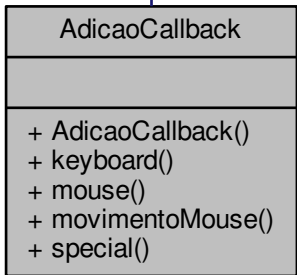 AdicaoCallback
+ AdicaoCallback()
+ keyboard()
+ mouse()
+ movimentoMouse()
+ special()